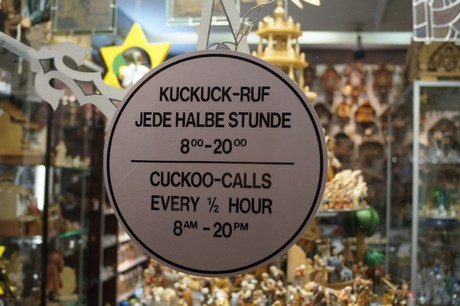 KUCKUCK-RUF
JEDE HALBE STUNDE
8⁰⁰-20⁰⁰
CUCKOO-CALLS
EVERY ½ HOUR
8ᴬᴹ-20ᴾᴹ